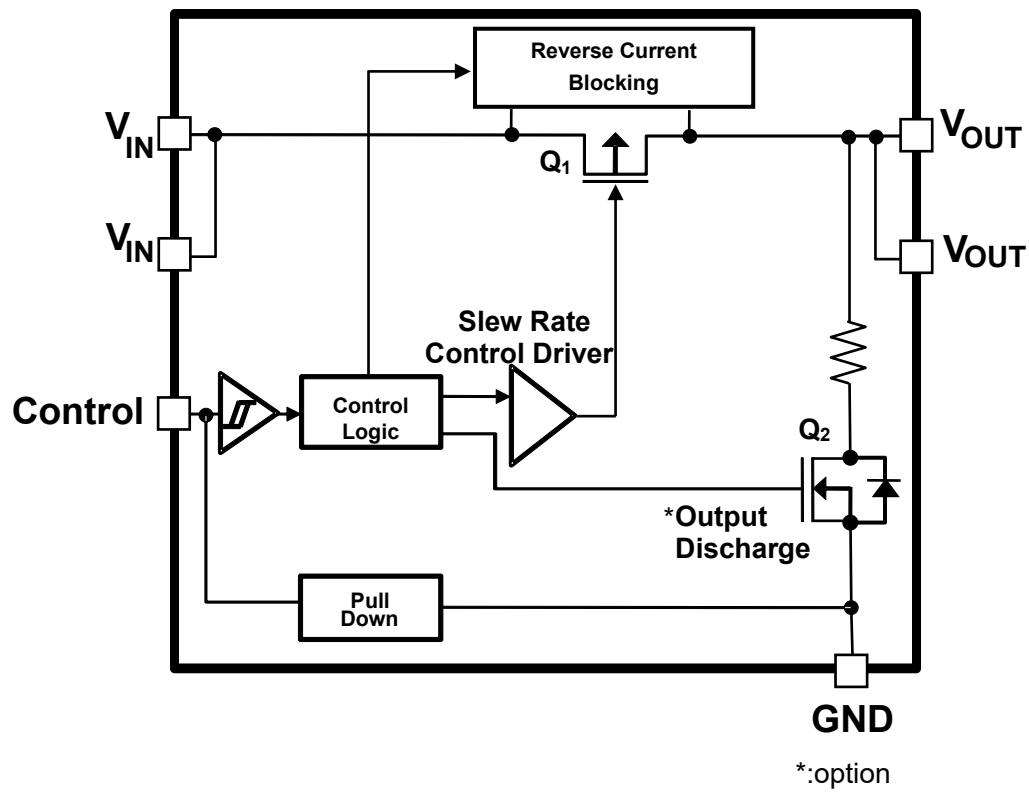 Reverse Current
Blocking
VIN
VOUT
Q1
VIN
VOUT
Slew Rate
Control Driver
Control
Control
Logic
Q2
*Output
Discharge
Pull
Down
GND
*:option